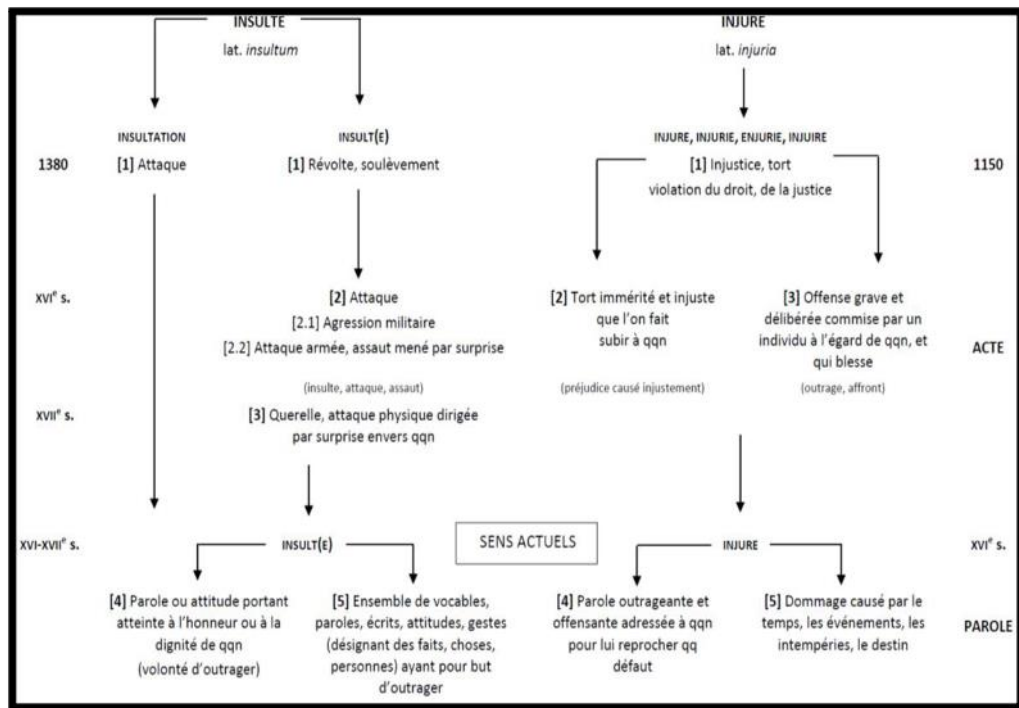 INSULTE
lat. insultum
INJURE
lat. injuria
INSULTATION
INSULT(E)
INJURE, INJURIE, ENJURIE, INJUIRE
1380
[1] Attaque
[1] Révolte, soulèvement
[1] Injustice, tort
violation du droit, de la justice
1150
XVIe s.
[2] Attaque
[2.1] Agression militaire
[2.2] Attaque armée, assaut mené par surprise
(insulte, attaque, assaut)
[2] Tort immérité et injuste
que l'on fait
subir à qqn
(préjudice causé injustement)
[3] Offense grave et
délibérée commise par un
individu à l'égard de qqn, et
qui blesse
(outrage, affront)
ACTE
XVIIe s.
[3] Querelle, attaque physique dirigée
par surprise envers qqn
XVI-XVIIe s.
INSULT(E)
SENS ACTUELS
INJURE
XVIe s.
[4] Parole ou attitude portant
atteinte à l'honneur ou à la
dignité de qqn
(volonté d'outrager)
[5] Ensemble de vocables,
paroles, écrits, attitudes, gestes
(désignant des faits, choses,
personnes) ayant pour but
d'outrager
[4] Parole outrageante et
offensante adressée à qqn
pour lui reprocher qq
défaut
[5] Dommage causé par le
temps, les événements, les
intempéries, le destin
PAROLE